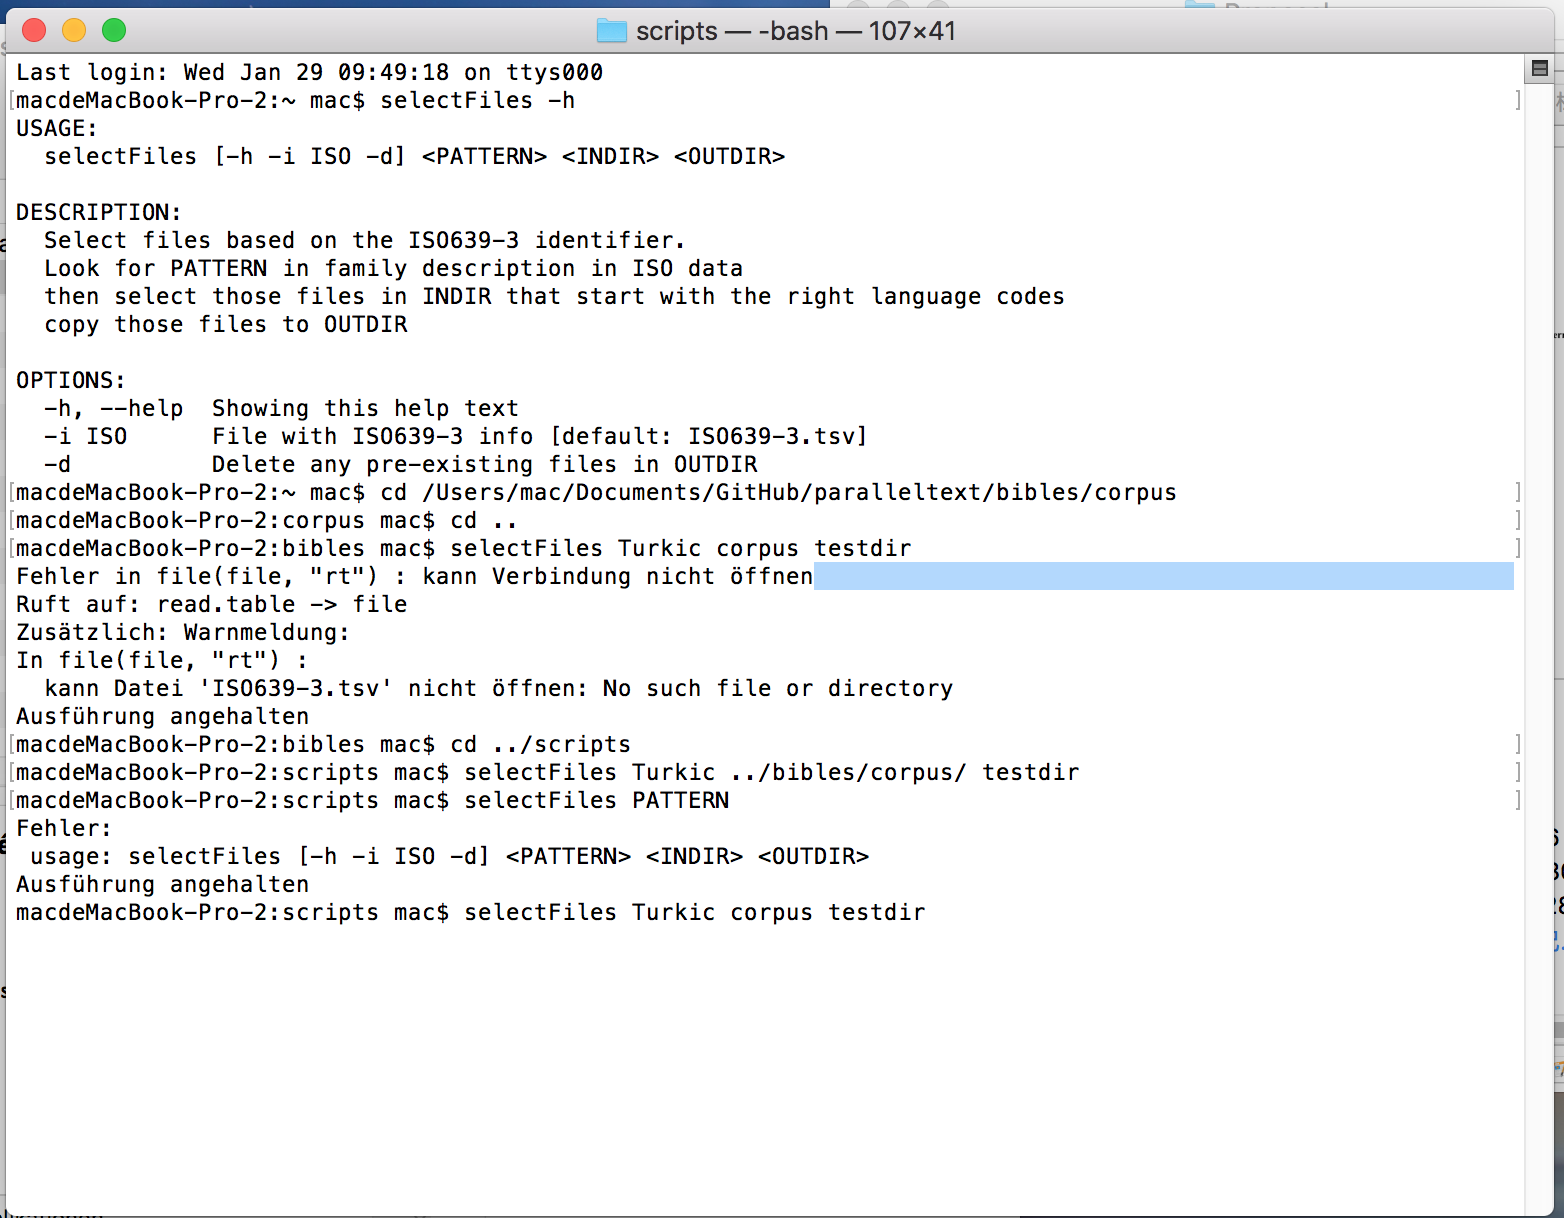 scripts — -bash — 107×41
Last login: Wed Jan 29 09:49:18 on ttys000
[macdeMacBook-Pro-2:~ mac$ selectFiles -h ]
USAGE:
  selectFiles [-h -i ISO -d] <PATTERN> <INDIR> <OUTDIR>
DESCRIPTION:
  Select files based on the ISO639-3 identifier.
  Look for PATTERN in family description in ISO data
  then select those files in INDIR that start with the right language codes
  copy those files to OUTDIR
OPTIONS:
  -h, --help  Showing this help text
  -i ISO      File with ISO639-3 info [default: ISO639-3.tsv]
  -d          Delete any pre-existing files in OUTDIR
[macdeMacBook-Pro-2:~ mac$ cd /Users/mac/Documents/GitHub/paralleltext/bibles/corpus ]
[macdeMacBook-Pro-2:corpus mac$ cd .. ]
[macdeMacBook-Pro-2:bibles mac$ selectFiles Turkic corpus testdir ]
Fehler in file(file, "rt") : kann Verbindung nicht öffnen
Ruft auf: read.table -> file
Zusätzlich: Warnmeldung:
In file(file, "rt") :
  kann Datei 'ISO639-3.tsv' nicht öffnen: No such file or directory
Ausführung angehalten
[macdeMacBook-Pro-2:bibles mac$ cd ../scripts ]
[macdeMacBook-Pro-2:scripts mac$ selectFiles Turkic ../bibles/corpus/ testdir ]
[macdeMacBook-Pro-2:scripts mac$ selectFiles PATTERN ]
Fehler:
 usage: selectFiles [-h -i ISO -d] <PATTERN> <INDIR> <OUTDIR>
Ausführung angehalten
macdeMacBook-Pro-2:scripts mac$ selectFiles Turkic corpus testdir